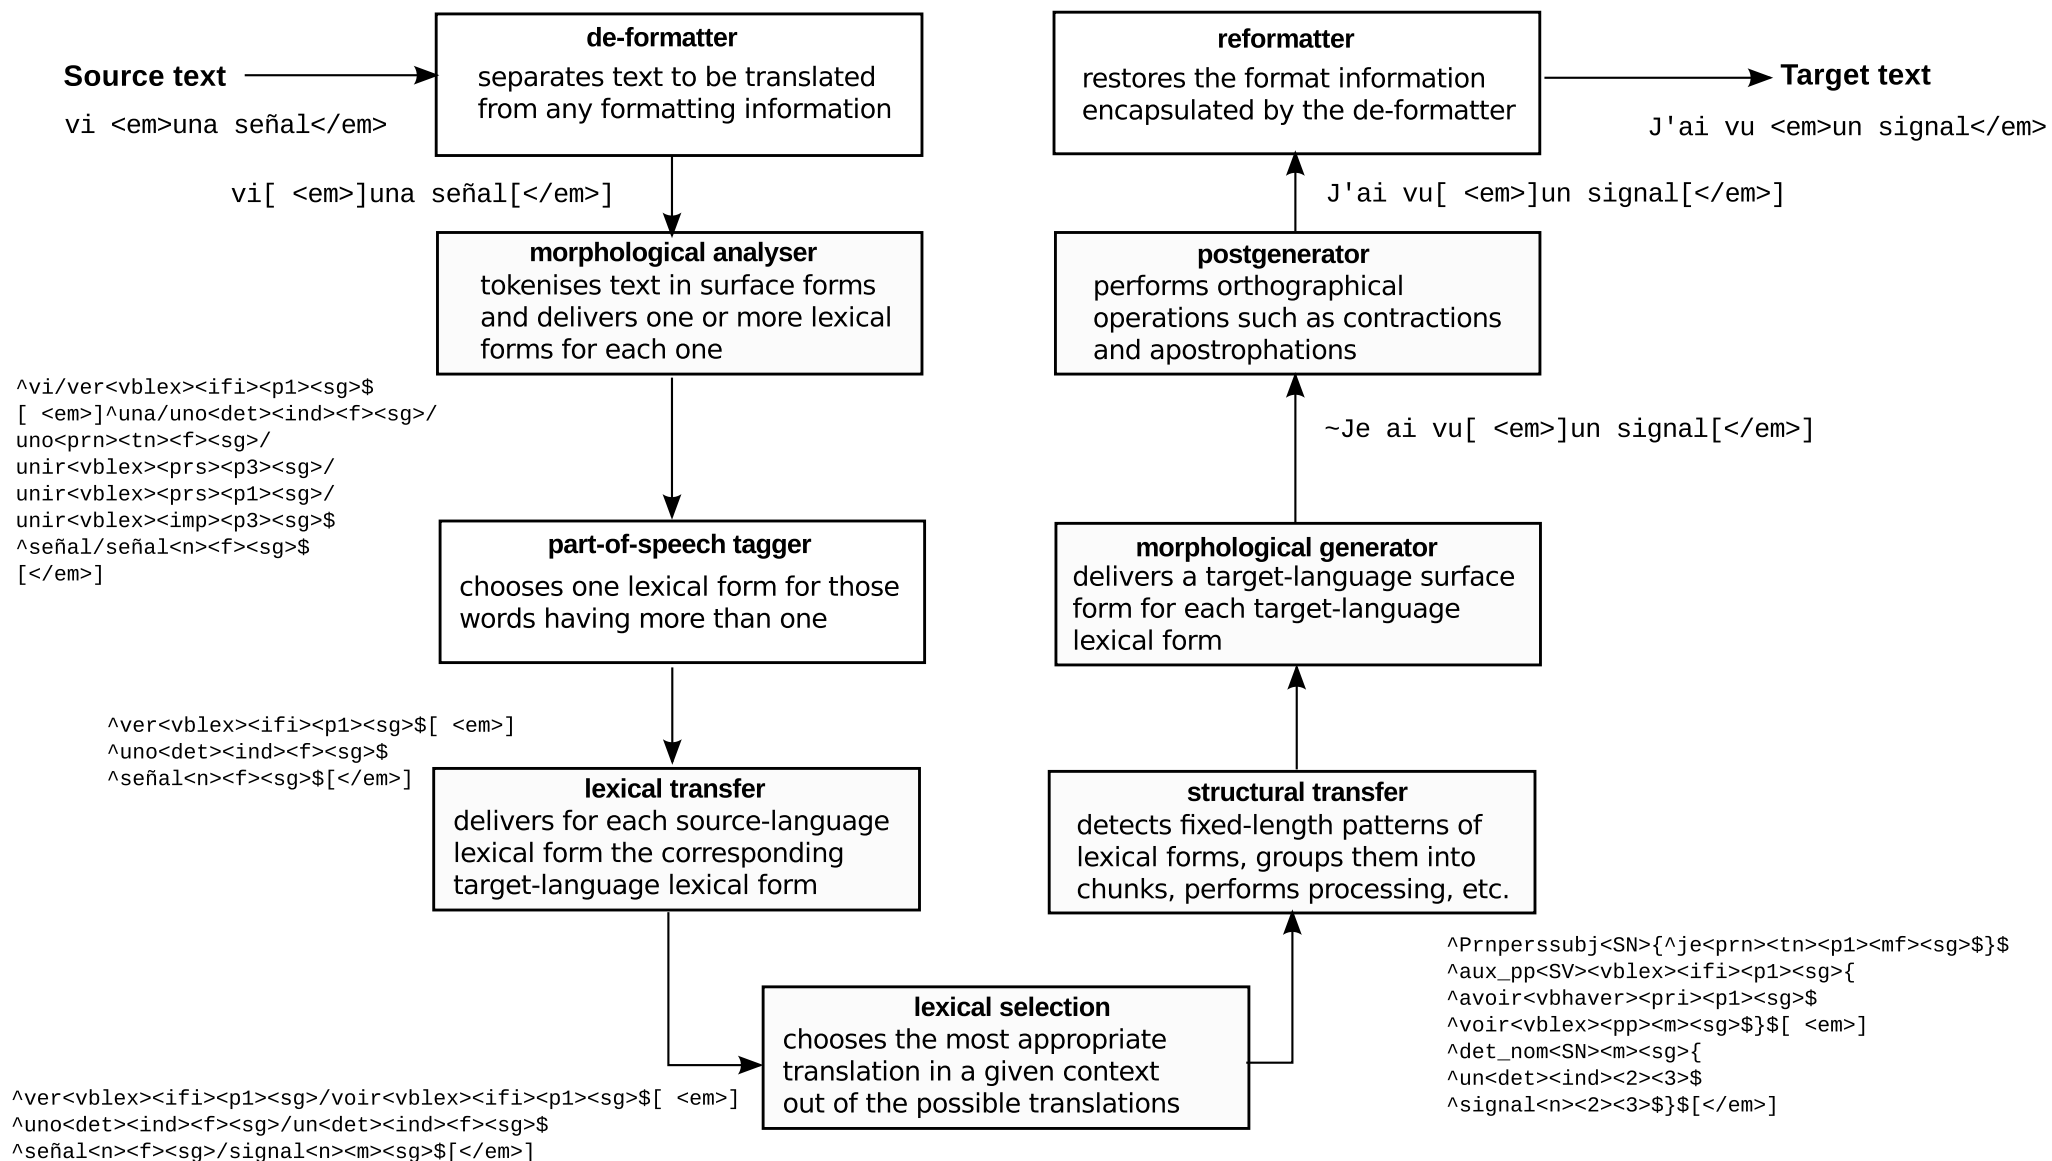 Source text
vi <em>una señal</em>
de-formatter
separates text to be translated
from any formatting information
vi[ <em>]una señal[</em>]
morphological analyser
tokenises text in surface forms
and delivers one or more lexical
forms for each one
^vi/ver<vblex><ifi><p1><sg>$
[ <em>]^una/uno<det><ind><f><sg>/
uno<prn><tn><f><sg>/
unir<vblex><prs><p3><sg>/
unir<vblex><prs><p1><sg>/
unir<vblex><imp><p3><sg>$
^señal/señal<n><f><sg>$
[</em>]
part-of-speech tagger
chooses one lexical form for those
words having more than one
^ver<vblex><ifi><p1><sg>$[ <em>]
^uno<det><ind><f><sg>$
^señal<n><f><sg>$[</em>]
lexical transfer
delivers for each source-language
lexical form the corresponding
target-language lexical form
^ver<vblex><ifi><p1><sg>/voir<vblex><ifi><p1><sg>$[ <em>]
^uno<det><ind><f><sg>/un<det><ind><f><sg>$
^señal<n><f><sg>/signal<n><m><sg>$[</em>]
lexical selection
chooses the most appropriate
translation in a given context
out of the possible translations
^Prnperssubj<SN>{^je<prn><tn><p1><mf><sg>$}$
^aux_pp<SV><vblex><ifi><p1><sg>{
^avoir<vbhaver><pri><p1><sg>$
^voir<vblex><pp><m><sg>$}$[ <em>]
^det_nom<SN><m><sg>{
^un<det><ind><2><3>$
^signal<n><2><3>$}$[</em>]
structural transfer
detects fixed-length patterns of
lexical forms, groups them into
chunks, performs processing, etc.
morphological generator
delivers a target-language surface
form for each target-language
lexical form
~Je ai vu[ <em>]un signal[</em>]
postgenerator
performs orthographical
operations such as contractions
and apostrophations
J'ai vu[ <em>]un signal[</em>]
reformatter
restores the format information
encapsulated by the de-formatter
Target text
J'ai vu <em>un signal</em>